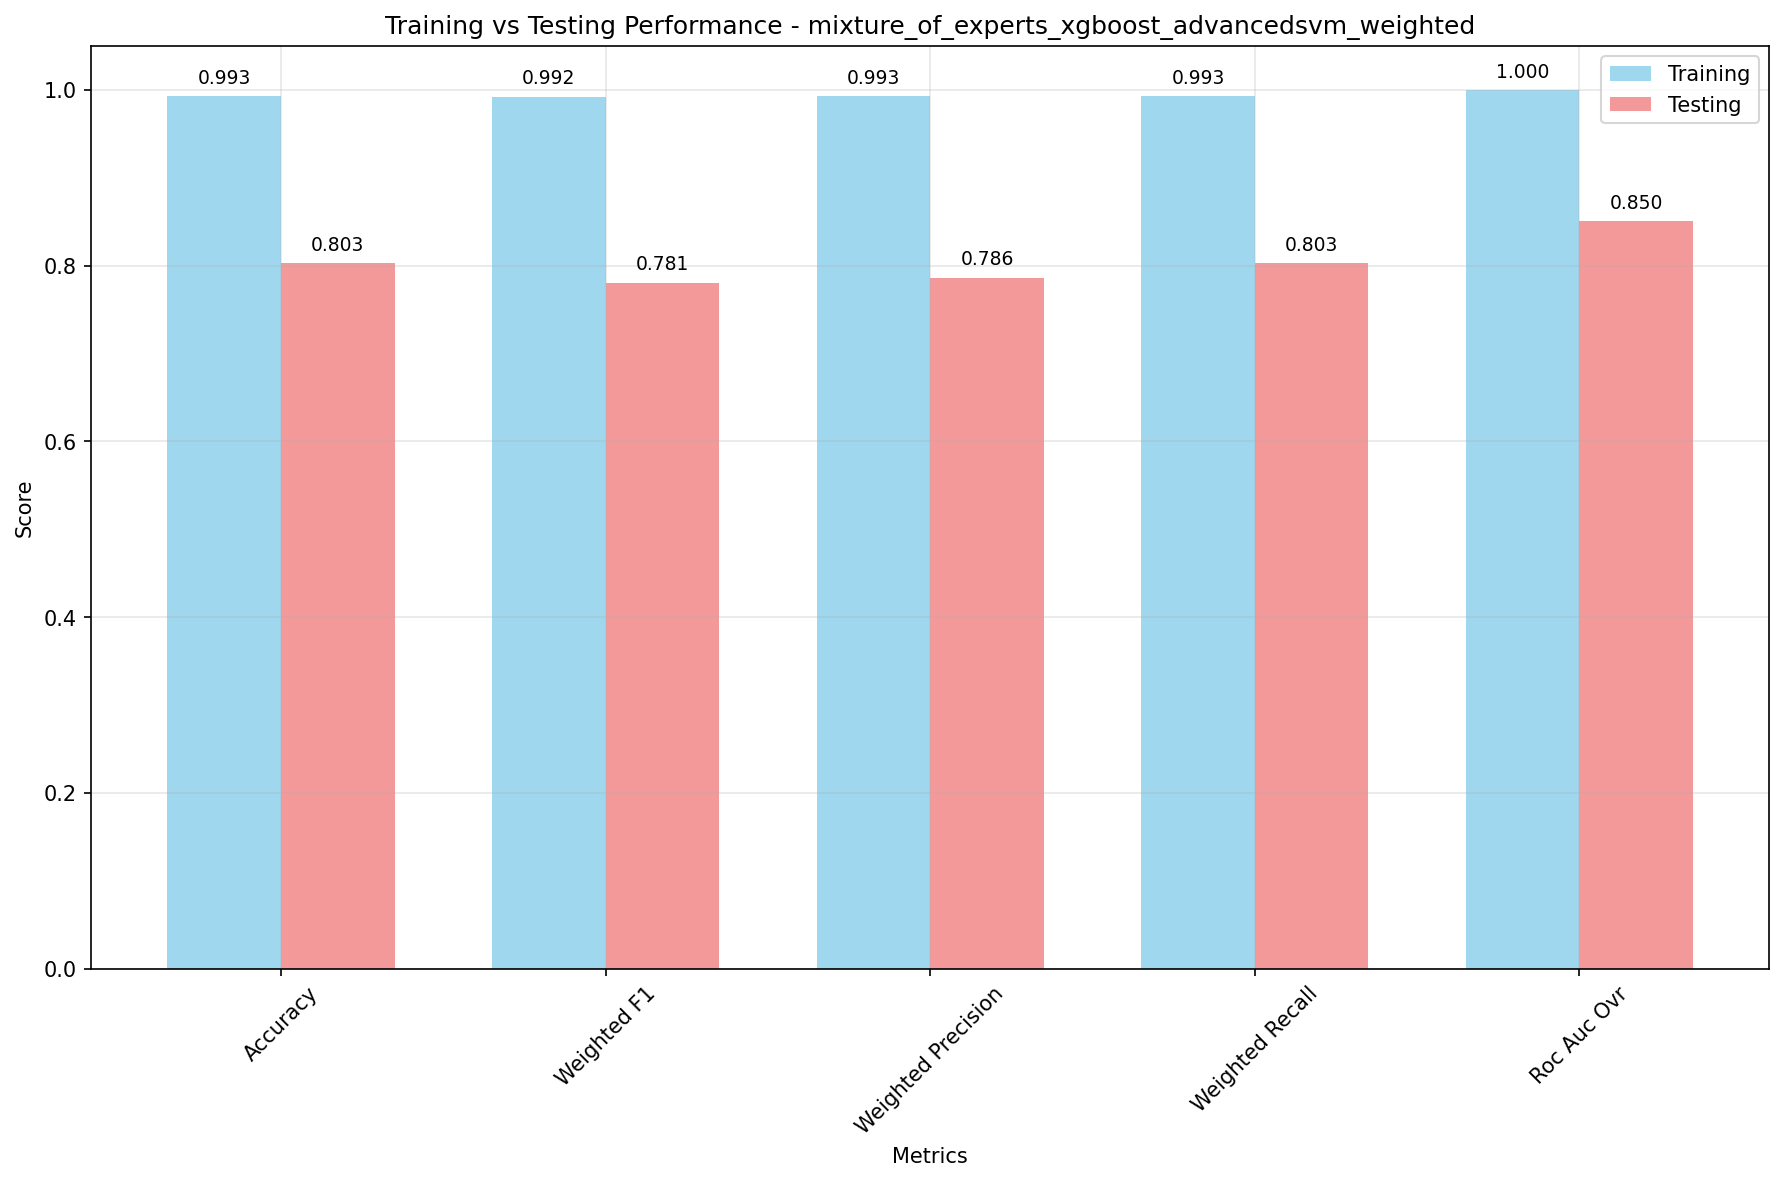 Training vs Testing Performance - mixture_of_experts_xgboost_advancedsvm_weighted
Training
Testing
0.993
0.992
0.993
0.993
1.000
0.803
0.781
0.786
0.803
0.850
1.0
0.8
0.6
0.4
0.2
0.0
Score
Accuracy
Weighted F1
Weighted Precision
Weighted Recall
Roc Auc Ovr
Metrics